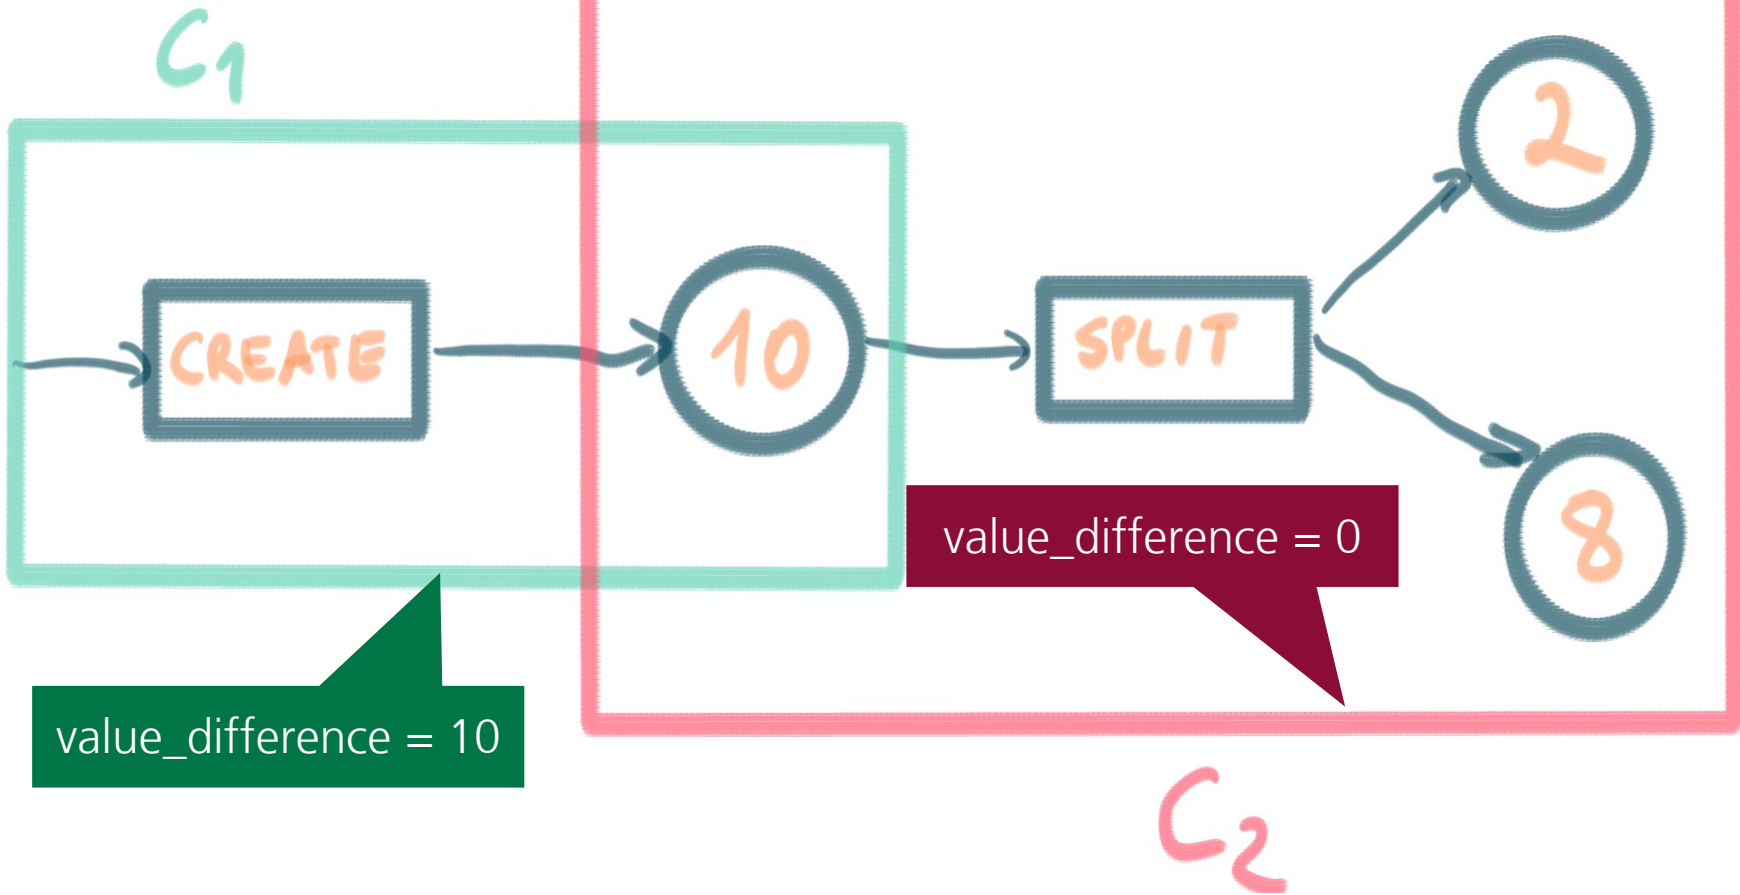 C1
2
CREATE
10
SPLIT
8
value_difference = 0
value_difference = 10
C2